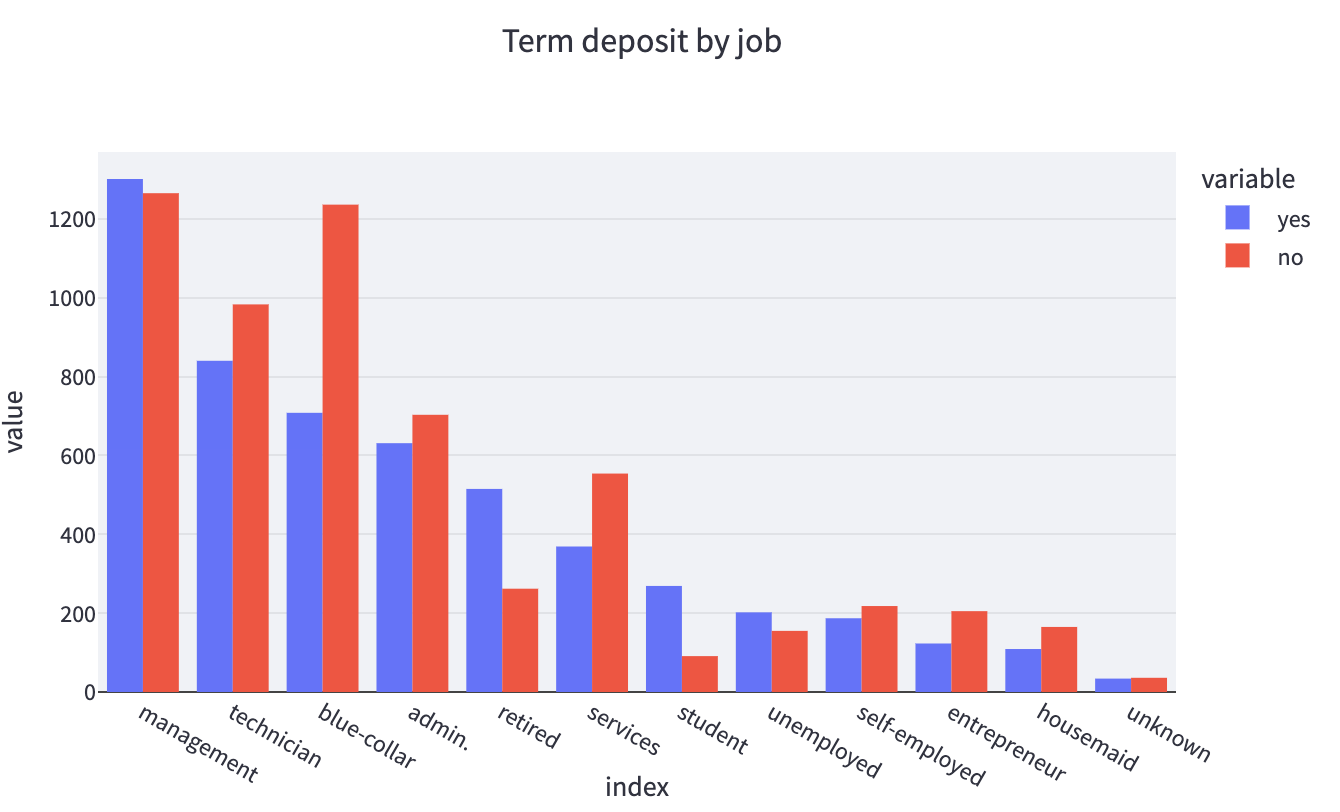 Term deposit by job
variable
yes
no
value
1200
1000
800
600
400
200
0
management
technician
blue-collar
admin.
retired
services
student
unemployed
self-employed
entrepreneur
housemaid
unknown
index